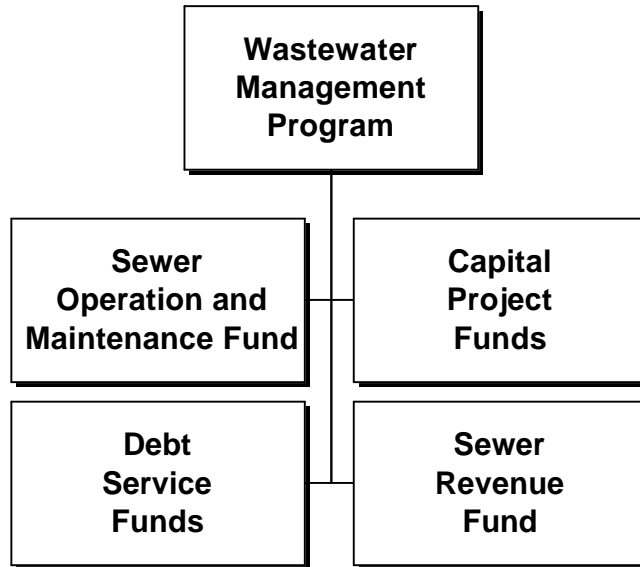 Wastewater
Management
Program
Sewer
Operation and
Maintenance Fund
Capital
Project
Funds
Debt
Service
Funds
Sewer
Revenue
Fund